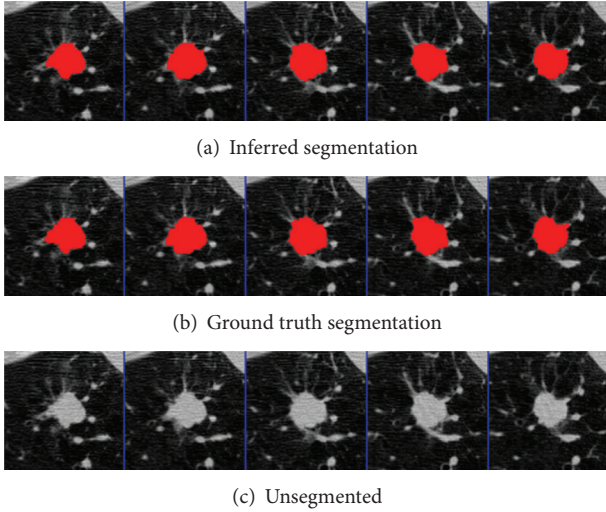 (a) Inferred segmentation
(b) Ground truth segmentation
(c) Unsegmented